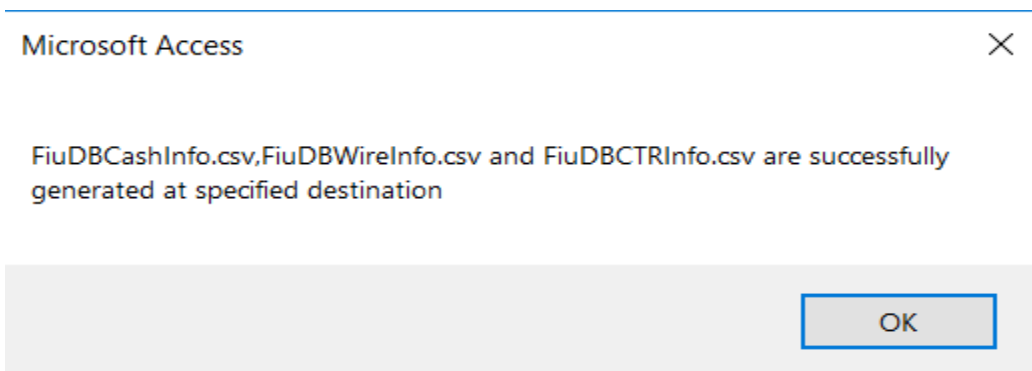 Microsoft Access
FiuDBCashInfo.csv,FiuDBWireInfo.csv and FiuDBCTRInfo.csv are successfully
generated at specified destination
OK